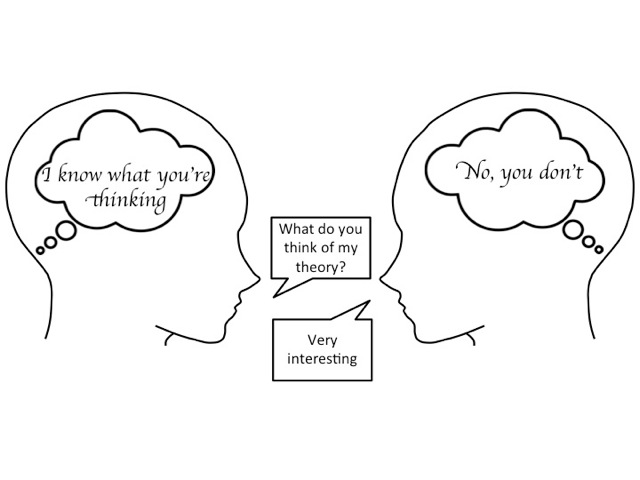 I know what you're
thinking
No, you don't
What do you
think of my
theory?
Very
interesting